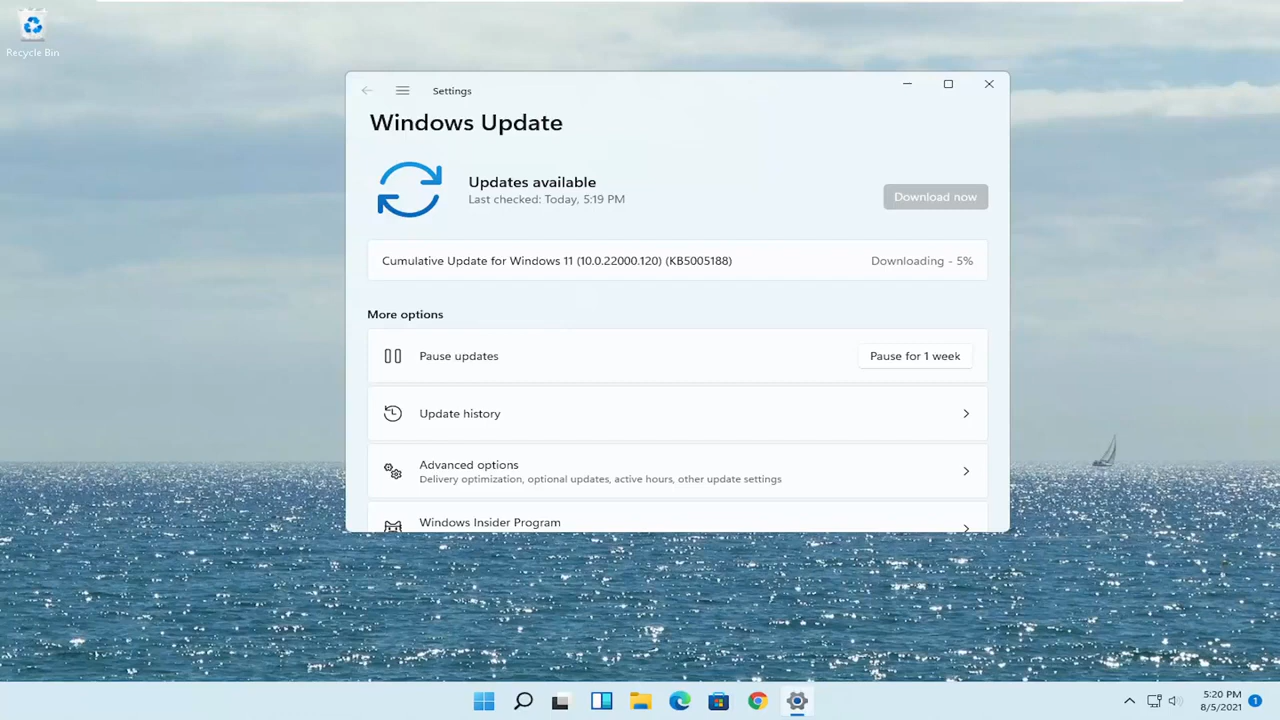 Recycle Bin
Settings
Windows Update
Updates available
Last checked: Today, 5:19 PM
Download now
Cumulative Update for Windows 11 (10.0.22000.120) (KB5005188)
Downloading - 5%
More options
Pause updates
Pause for 1 week
Update history
Advanced options
Delivery optimization, optional updates, active hours, other update settings
Windows Insider Program
5:20 PM
8/5/2021
1